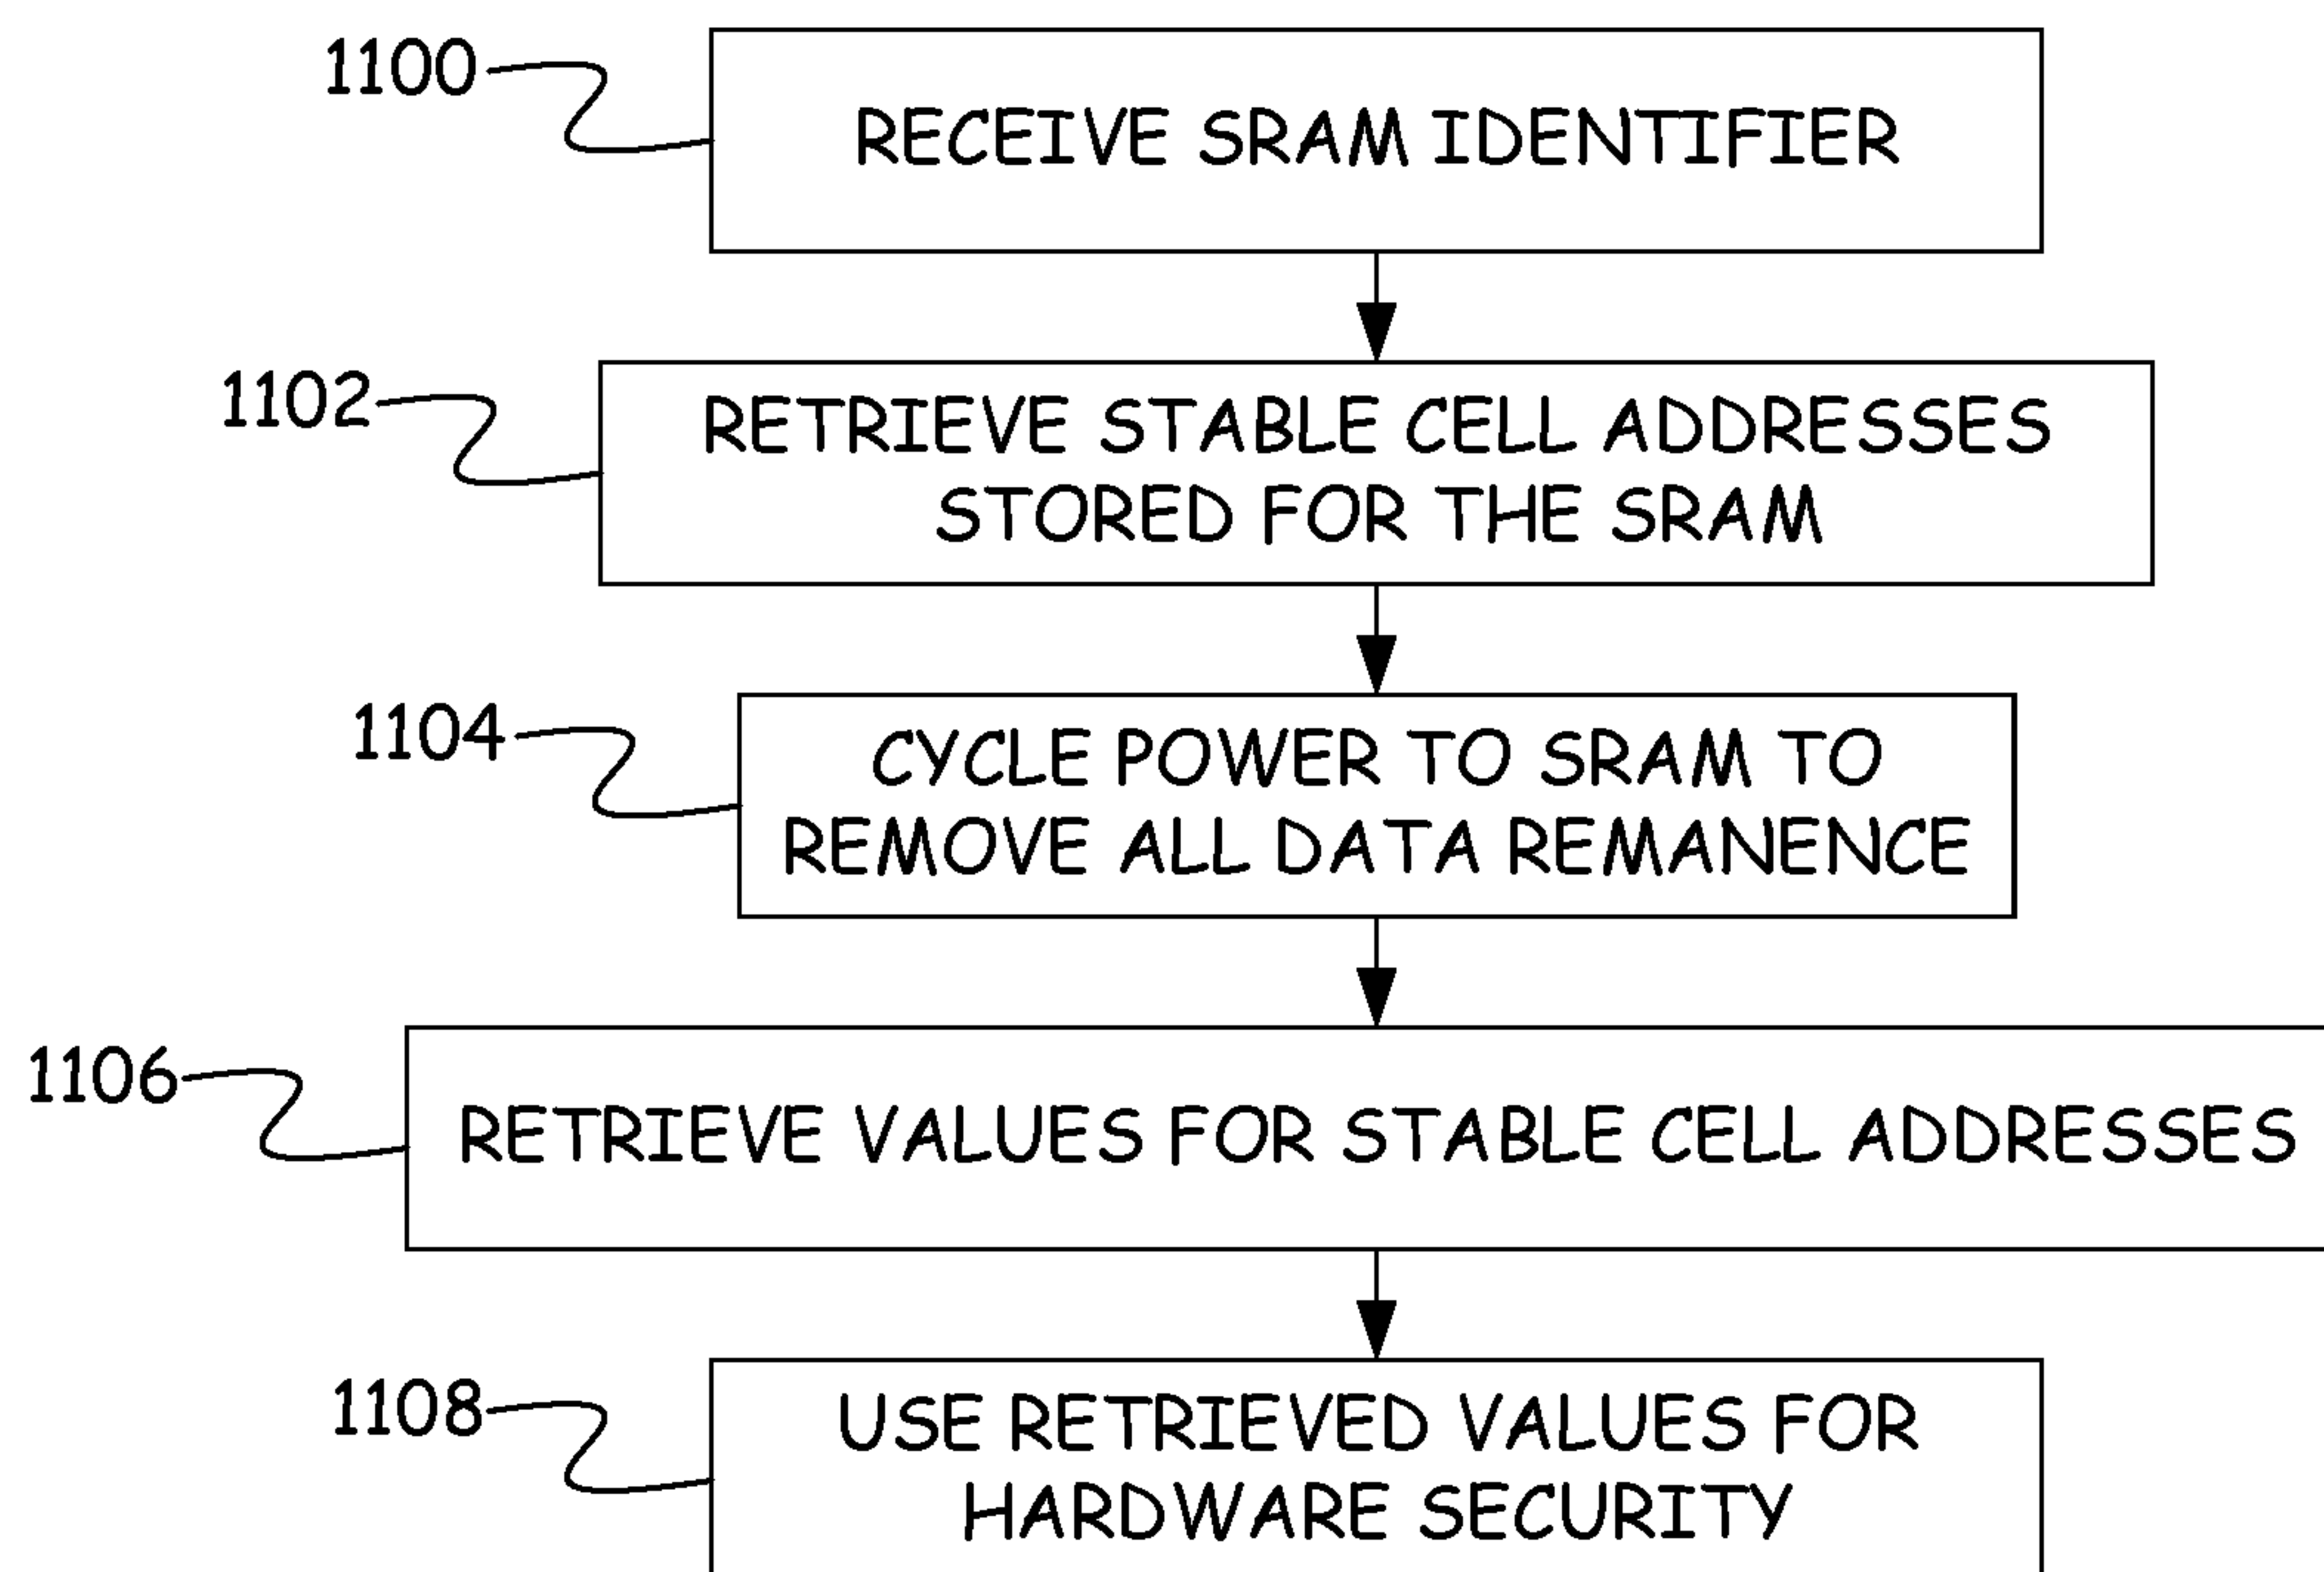 1100
RECEIVE SRAM IDENTIFIER
1102
RETRIEVE STABLE CELL ADDRESSES
STORED FOR THE SRAM
1104
CYCLE POWER TO SRAM TO
REMOVE ALL DATA REMANENCE
1106
RETRIEVE VALUES FOR STABLE CELL ADDRESSES
1108
USE RETRIEVED VALUES FOR
HARDWARE SECURITY